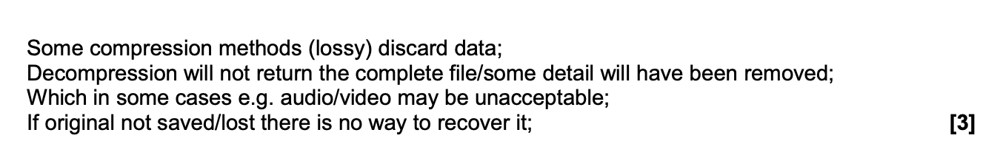 Some compression methods (lossy) discard data;
Decompression will not return the complete file/some detail will have been removed;
Which in some cases e.g. audio/video may be unacceptable;
If original not saved/lost there is no way to recover it; [3]